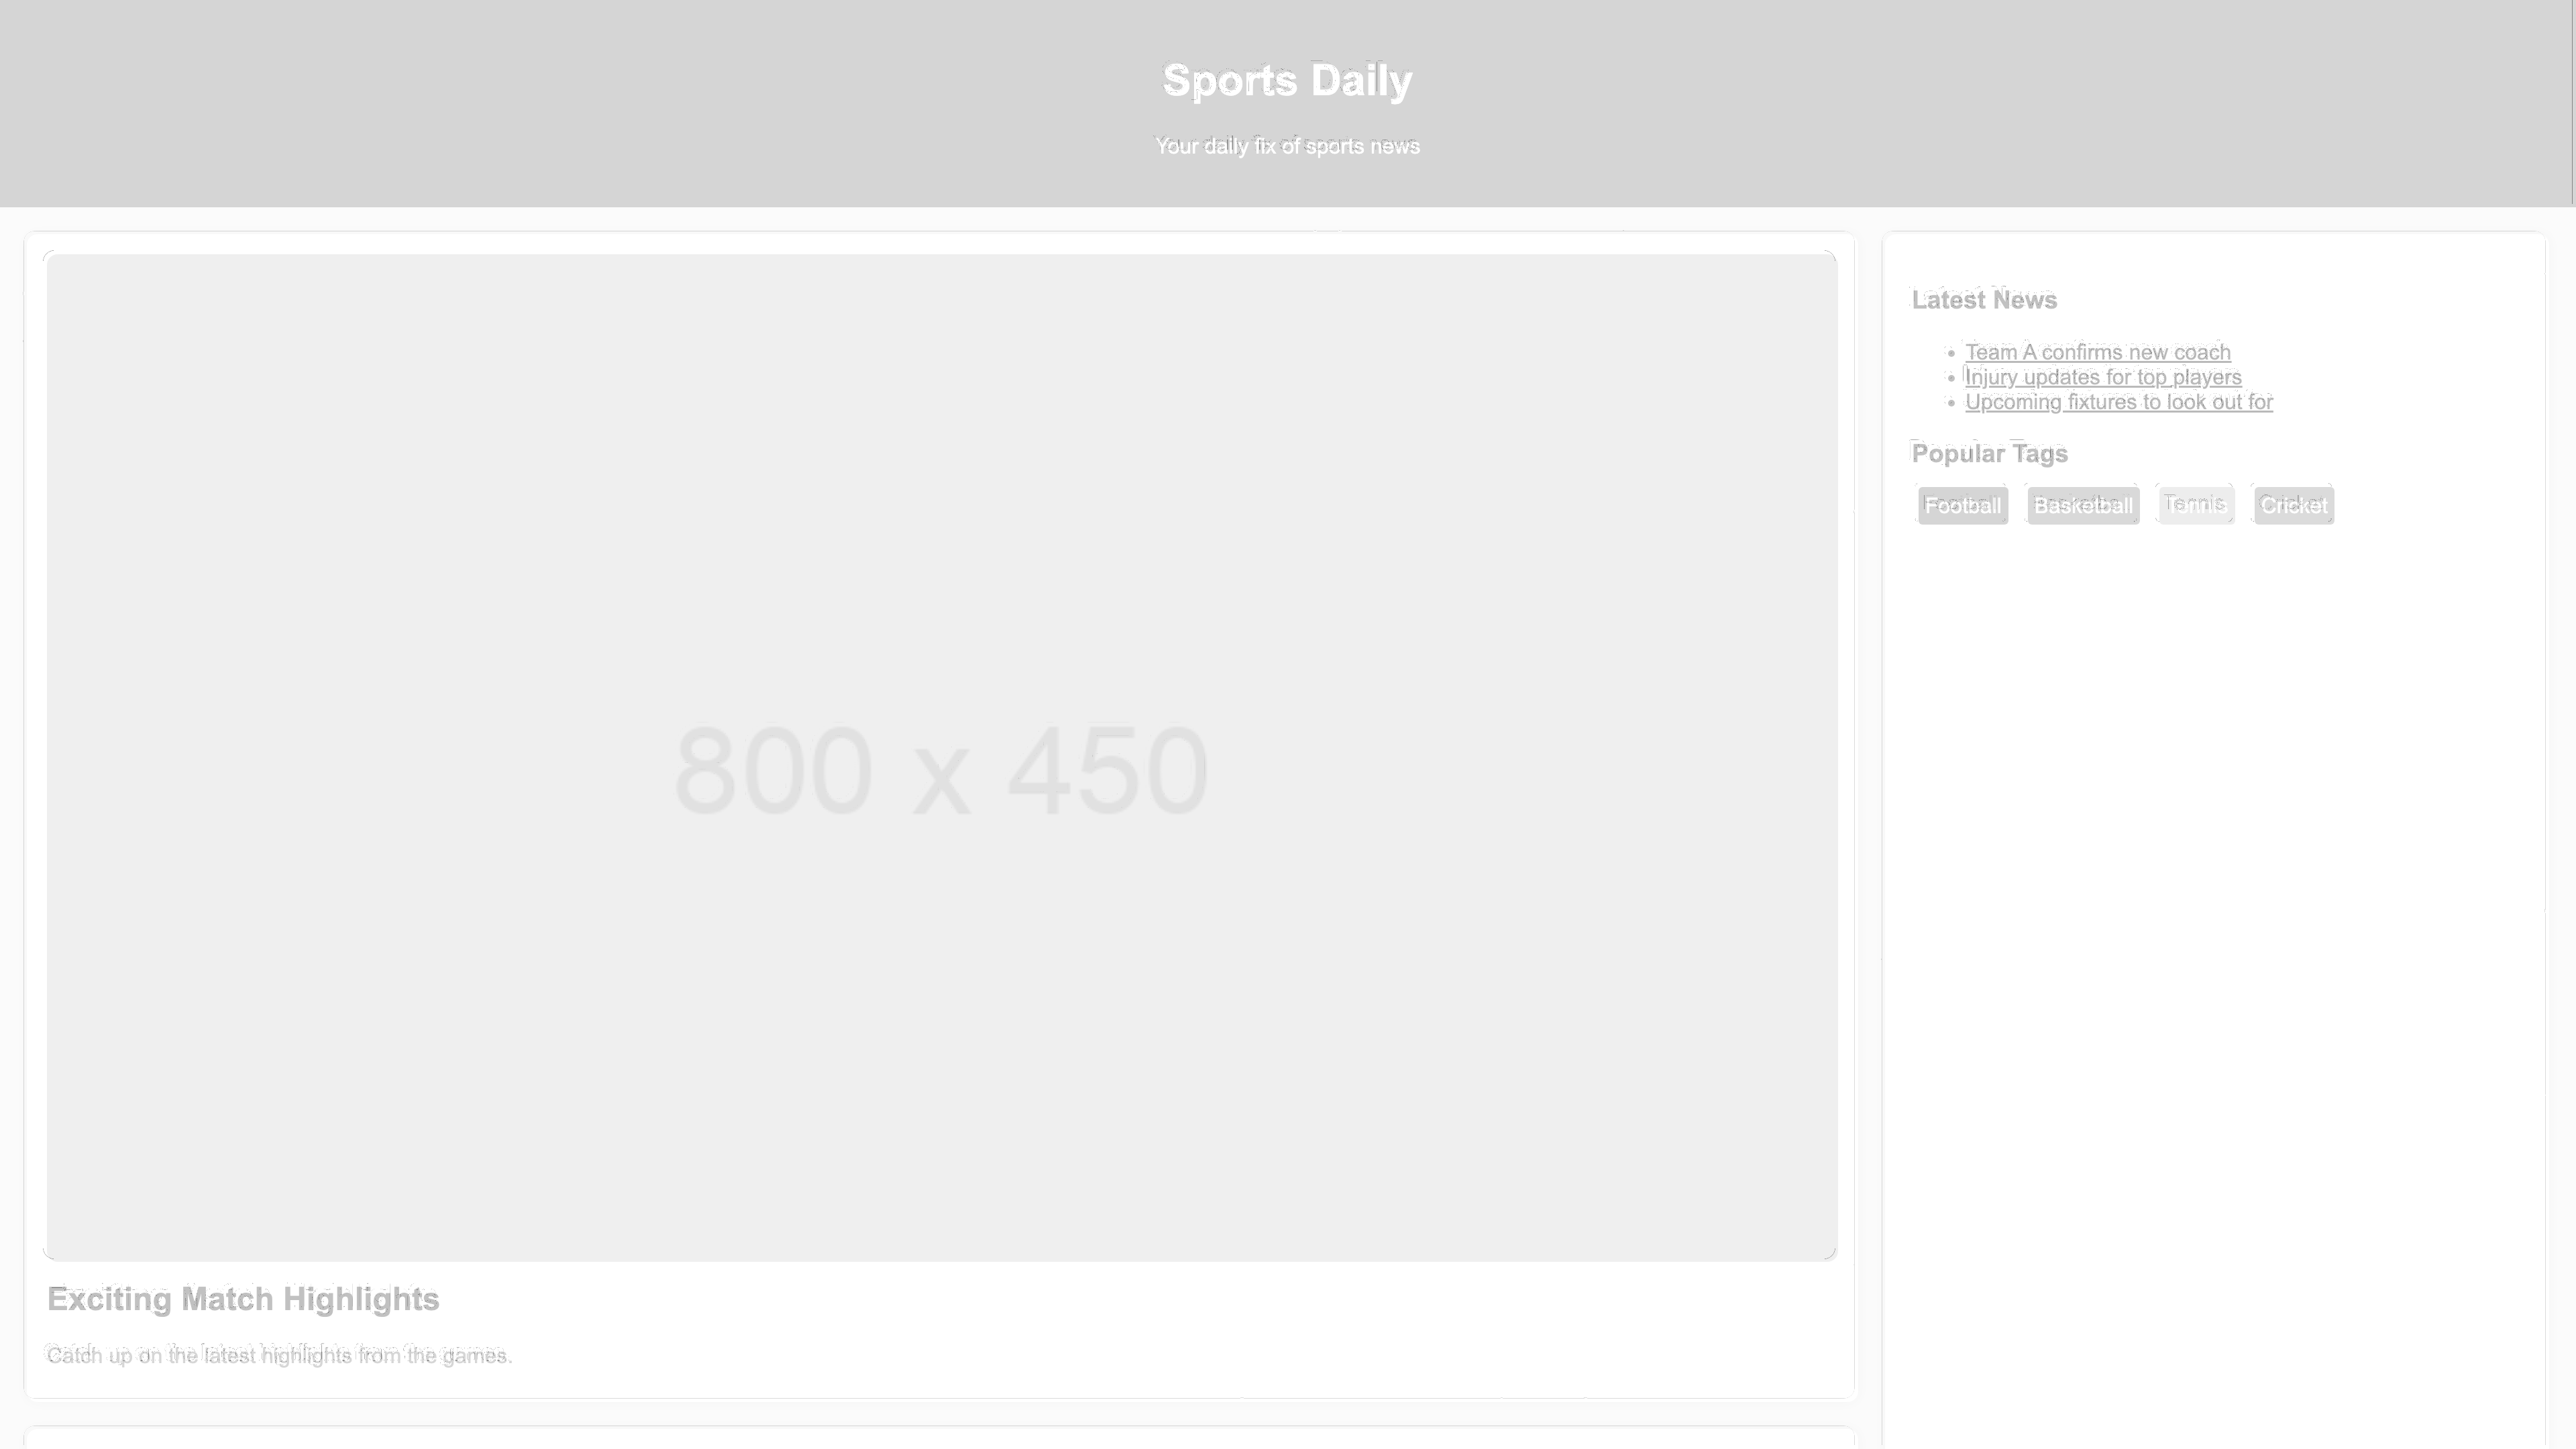 Sports Daily
Your daily fix of sports news
800 x 450
Exciting Match Highlights
Catch up on the latest highlights from the games.
Latest News
Team A confirms new coach
Injury updates for top players
Upcoming fixtures to look out for
Popular Tags
Football Basketball Tennis Cricket